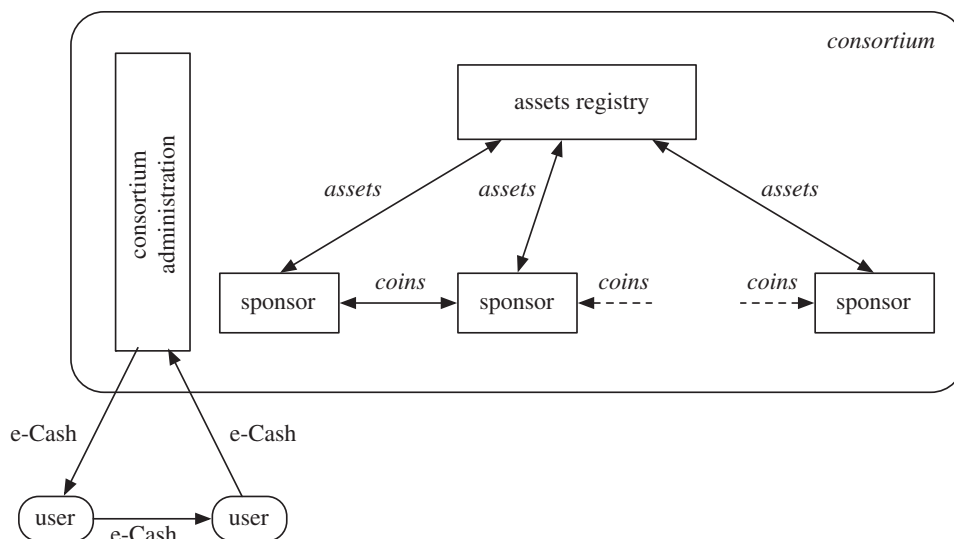 consortium
assets registry
consortium
administration
assets
assets
assets
sponsor
coins
sponsor
coins
coins
sponsor
e-Cash
e-Cash
user
e-Cash
user